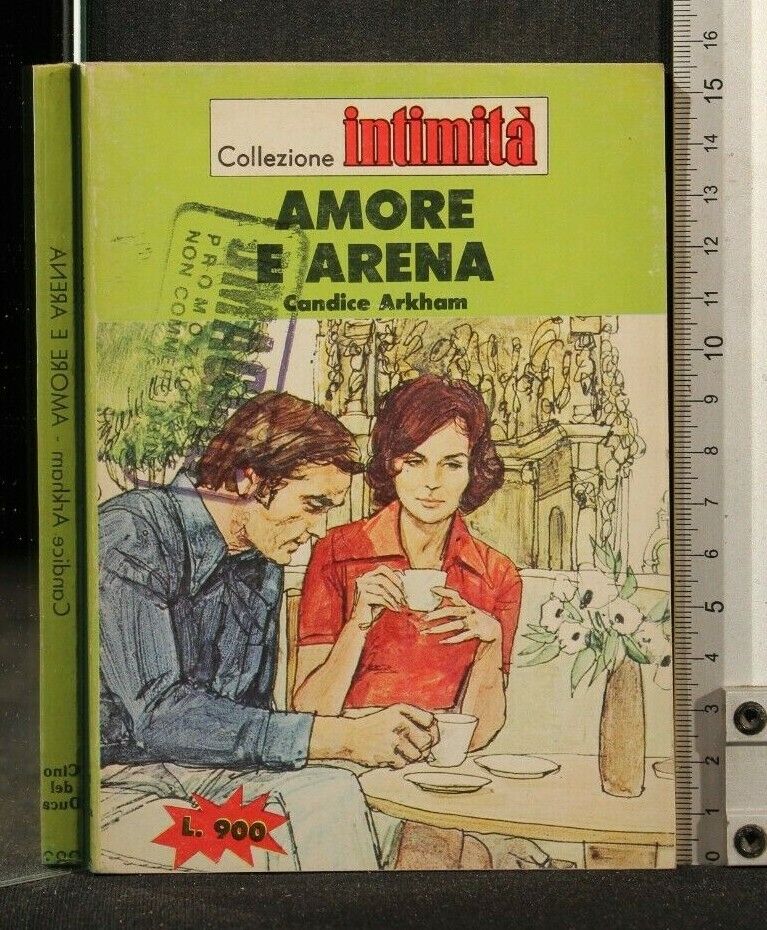 Collezione intimità
AMORE
E ARENA
Candice Arkham
PROMOZIO
NON COMM
L. 900
Candice Arkham - AMORE E ARENA
Cino
del
Duca
16
15
14
13
12
11
10
9
8
7
6
5
4
3
2
1
0